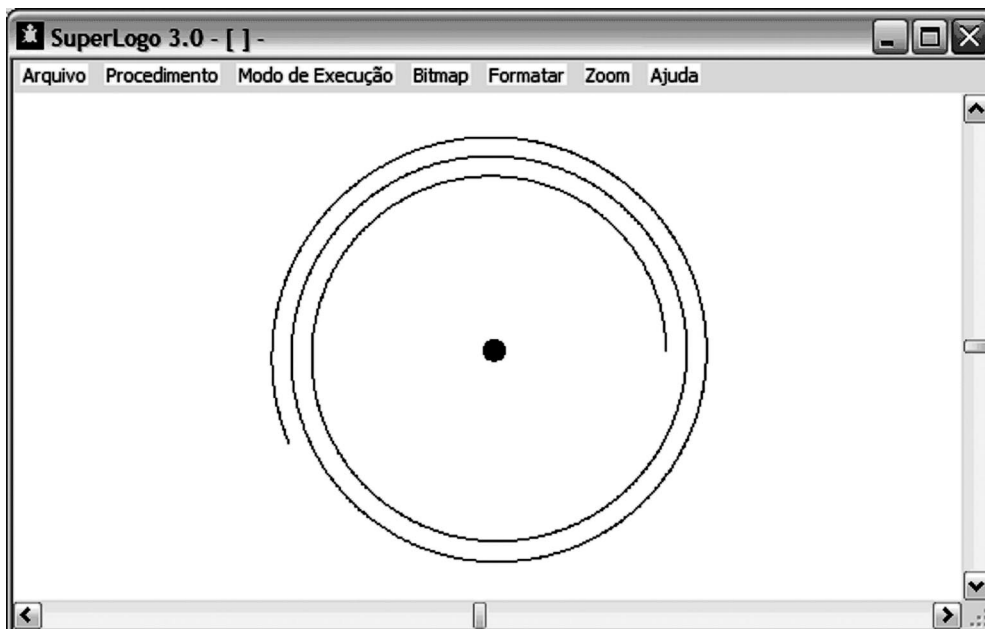 SuperLogo 3.0 - [ ] -
Arquivo Procedimento Modo de Execução Bitmap Formatar Zoom Ajuda